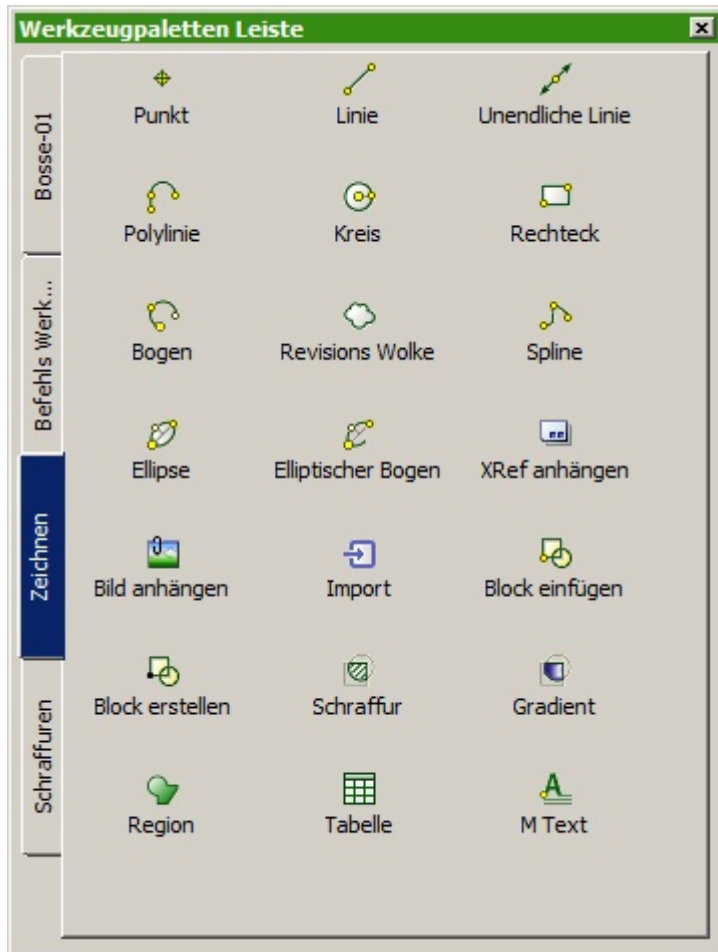 Werkzeugpaletten Leiste
Bosse-01
Befehls Werk...
Zeichnen
Schraffuren
Punkt
Linie
Unendliche Linie
Polylinie
Kreis
Rechteck
Bogen
Revisions Wolke
Spline
Ellipse
Elliptischer Bogen
XRef anhängen
Bild anhängen
Import
Block einfügen
Block erstellen
Schraffur
Gradient
Region
Tabelle
M Text